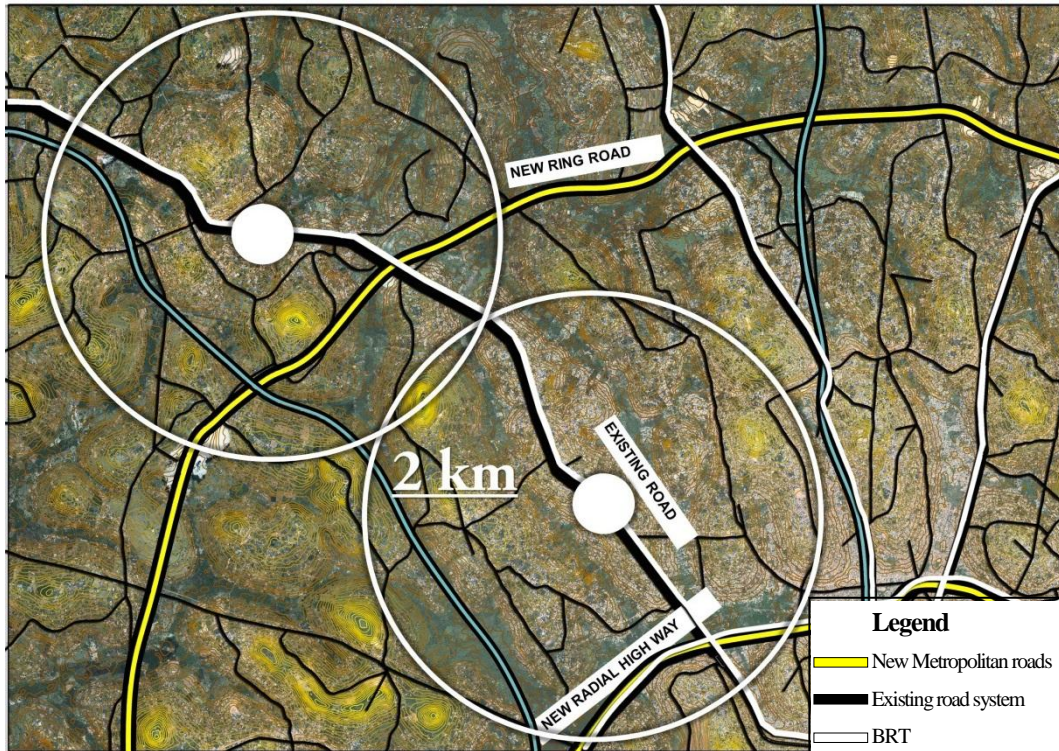 NEW RING ROAD
2 km
EXISTING ROAD
NEW RADIAL HIGH WAY
Legend
New Metropolitan roads
Existing road system
BRT